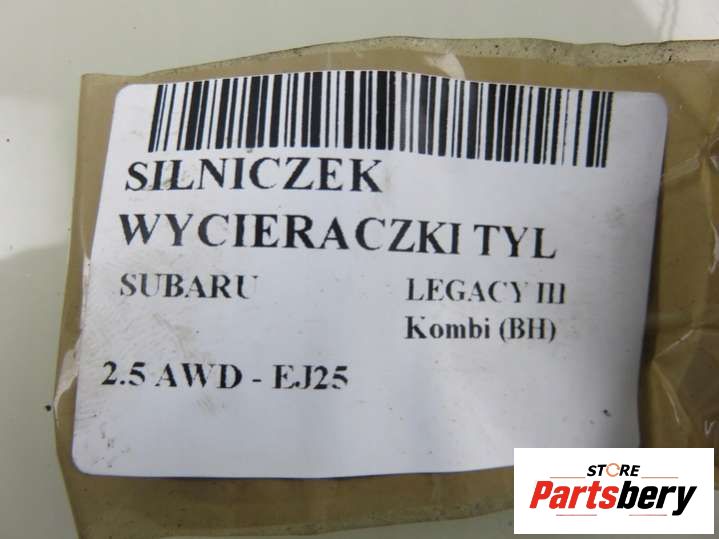 SILNICZEK
WYCIERACZKI TYL
SUBARU
LEGACY III
Kombi (BH)
2.5 AWD - EJ25
STORE
Partsbery